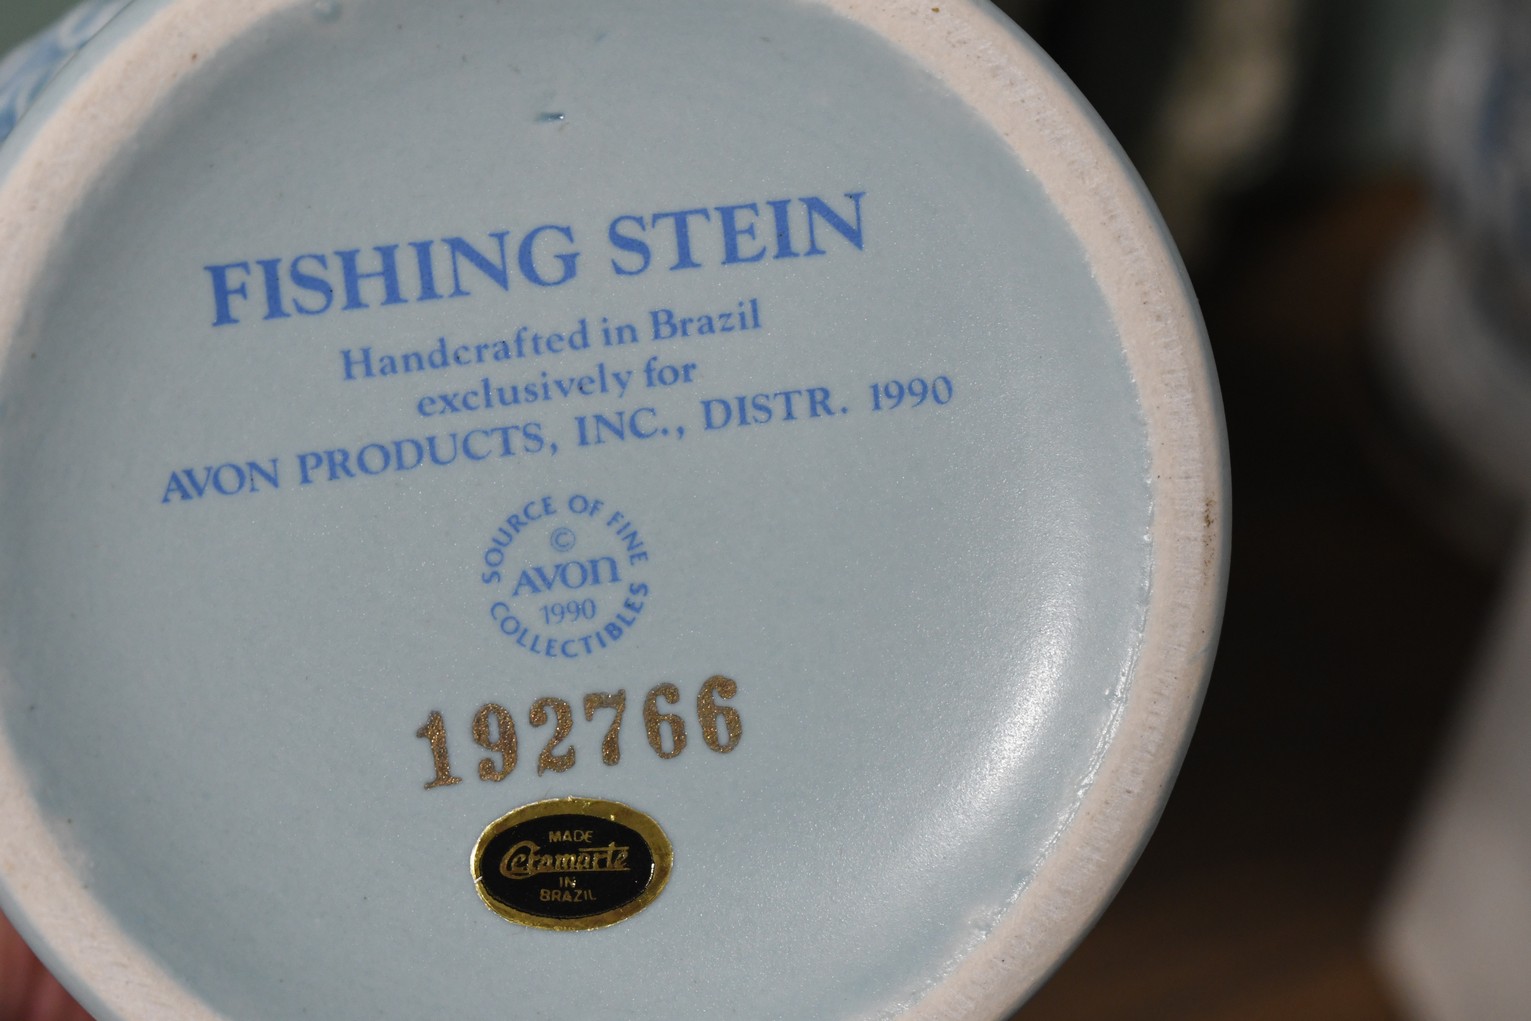 FISHING STEIN
Handcrafted in Brazil
exclusively for
AVON PRODUCTS, INC., DISTR. 1990
SOURCE OF FINE
©
AVON
1990
COLLECTIBLES
192766
MADE
Ceramarte
IN
BRAZIL